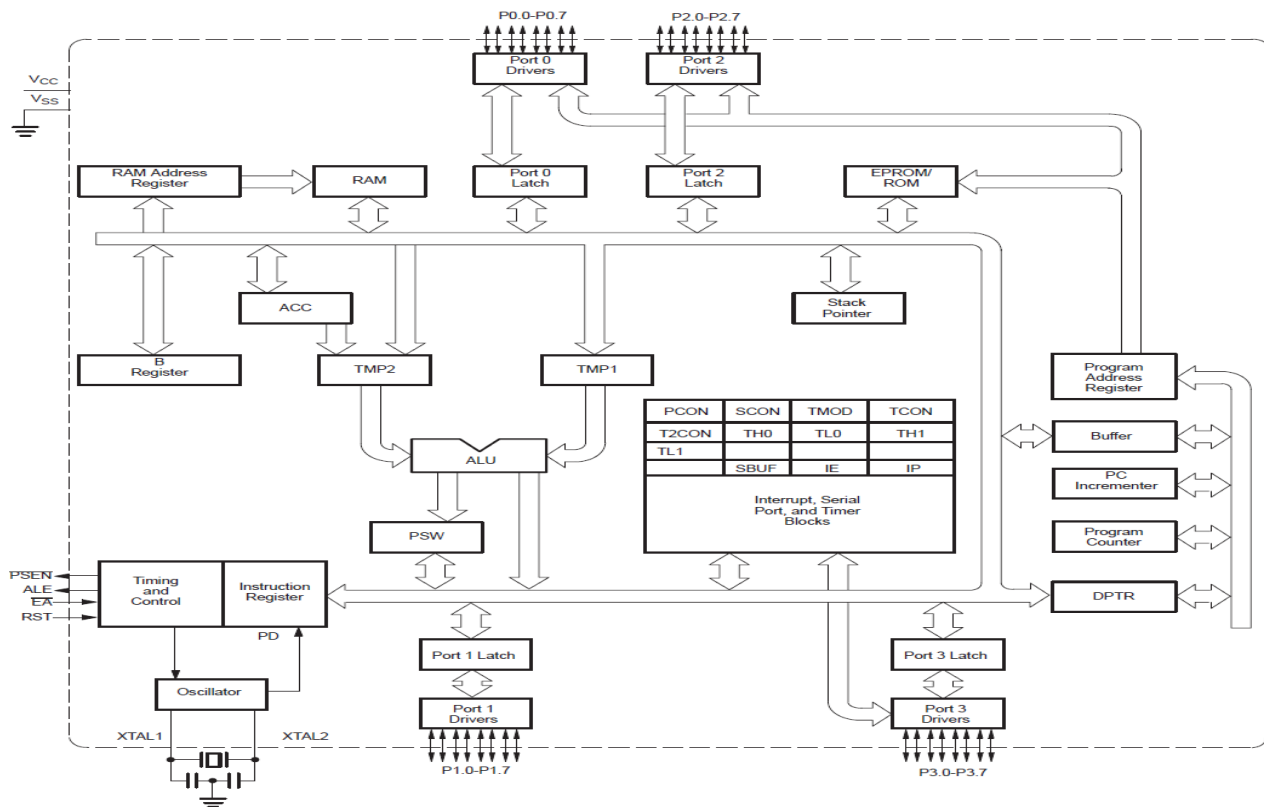 P0.0-P0.7
P2.0-P2.7
Port 0
Drivers
Port 2
Drivers
VCC
VSS
RAM Address
Register
RAM
Port 0
Latch
Port 2
Latch
EPROM/
ROM
ACC
Stack
Pointer
B
Register
TMP2
TMP1
Program
Address
Register
PCON SCON TMOD TCON
T2CON TH0 TL0 TH1
TL1
SBUF IE IP
Interrupt, Serial
Port, and Timer
Blocks
Buffer
ALU
PC
Incrementer
PSW
Program
Counter
PSEN
ALE
EA
RST
Timing
and
Control
Instruction
Register
DPTR
PD
Port 1 Latch
Port 3 Latch
Oscillator
Port 1
Drivers
Port 3
Drivers
XTAL1
XTAL2
P1.0-P1.7
P3.0-P3.7